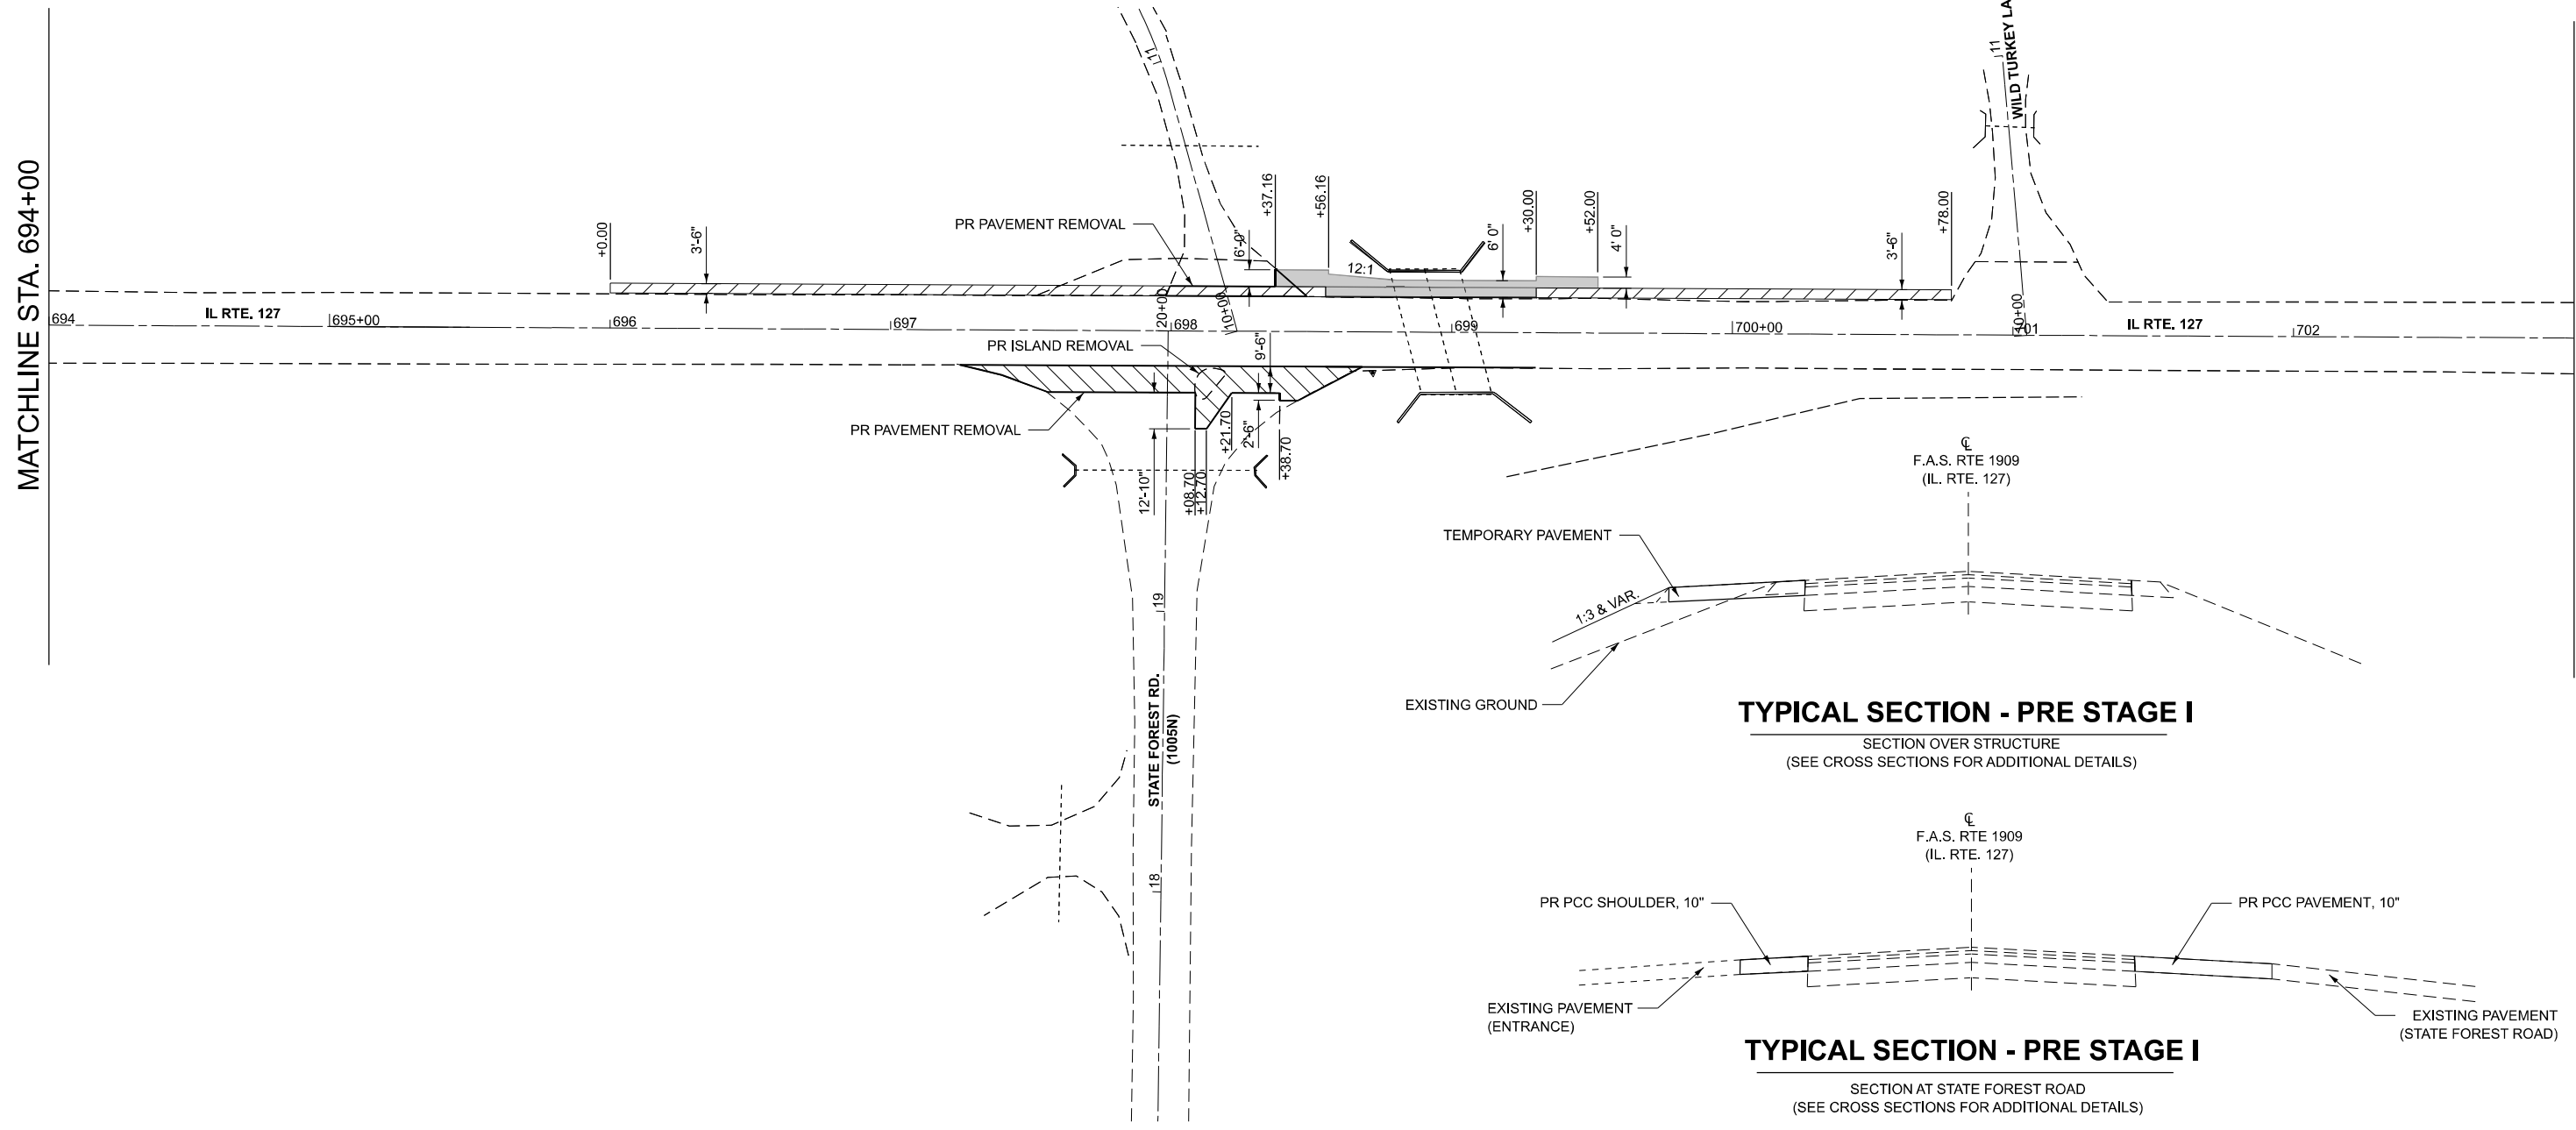 MATCHLINE STA. 694+00
11
11
WILD TURKEY LA
+0.00
3'-6"
PR PAVEMENT REMOVAL
6'-0"
+37.16
+56.16
12:1
6' 0"
+30.00
+52.00
4' 0"
3'-6"
+78.00
694
IL RTE. 127
695+00
696
697
20+00
698
10+00
699
700+00
10+00
701
IL RTE. 127
702
PR ISLAND REMOVAL
9'-6"
PR PAVEMENT REMOVAL
12'-10"
+08.70
+12.70
+21.70
2'-6"
+38.70
19
STATE FOREST RD.
(1005N)
18
℄
F.A.S. RTE 1909
(IL. RTE. 127)
TEMPORARY PAVEMENT
1:3 & VAR.
EXISTING GROUND
TYPICAL SECTION - PRE STAGE I
SECTION OVER STRUCTURE
(SEE CROSS SECTIONS FOR ADDITIONAL DETAILS)
℄
F.A.S. RTE 1909
(IL. RTE. 127)
PR PCC SHOULDER, 10"
PR PCC PAVEMENT, 10"
EXISTING PAVEMENT
(ENTRANCE)
EXISTING PAVEMENT
(STATE FOREST ROAD)
TYPICAL SECTION - PRE STAGE I
SECTION AT STATE FOREST ROAD
(SEE CROSS SECTIONS FOR ADDITIONAL DETAILS)